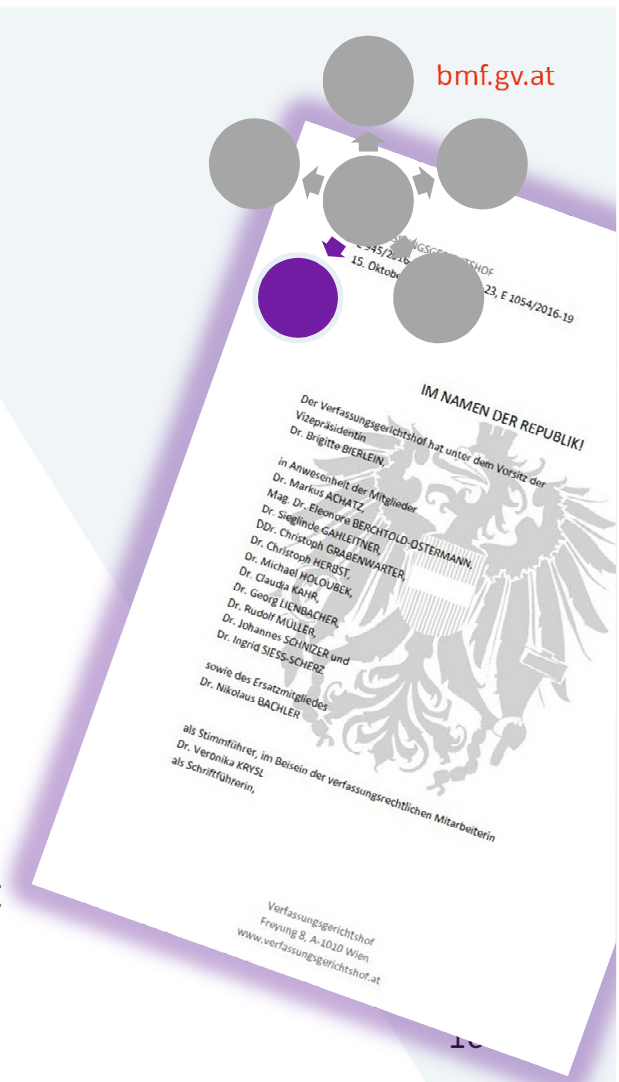 bmf.gv.at
15.
23, E 1054/2016-19
IM NAMEN DER REPUBLIK!
Der Verfassungsgerichtshof hat unter dem Vorsitz der
Vizepräsidentin
Dr. Brigitte BIERLEIN,
in Anwesenheit der Mitglieder
Dr. Markus ACHATZ,
Mag. Dr. Eleonore BERCHTOLD-OSTERMANN,
Dr. Sieglinde GAHLEITNER,
DDr. Christoph GRABENWARTER,
Dr. Christoph HERBST,
Dr. Michael HOLOUBEK,
Dr. Claudia KAHR,
Dr. Georg LIENBACHER,
Dr. Rudolf MÜLLER,
Dr. Johannes SCHNIZER und
Dr. Ingrid SIESS-SCHERZ
sowie des Ersatzmitgliedes
Dr. Nikolaus BACHLER
als Stimmführer, im Beisein der verfassungsrechtlichen Mitarbeiterin
Dr. Veronika KRYSL
als Schriftführerin,
Verfassungsgerichtshof
Freyung 8, A-1010 Wien
www.verfassungsgerichtshof.at